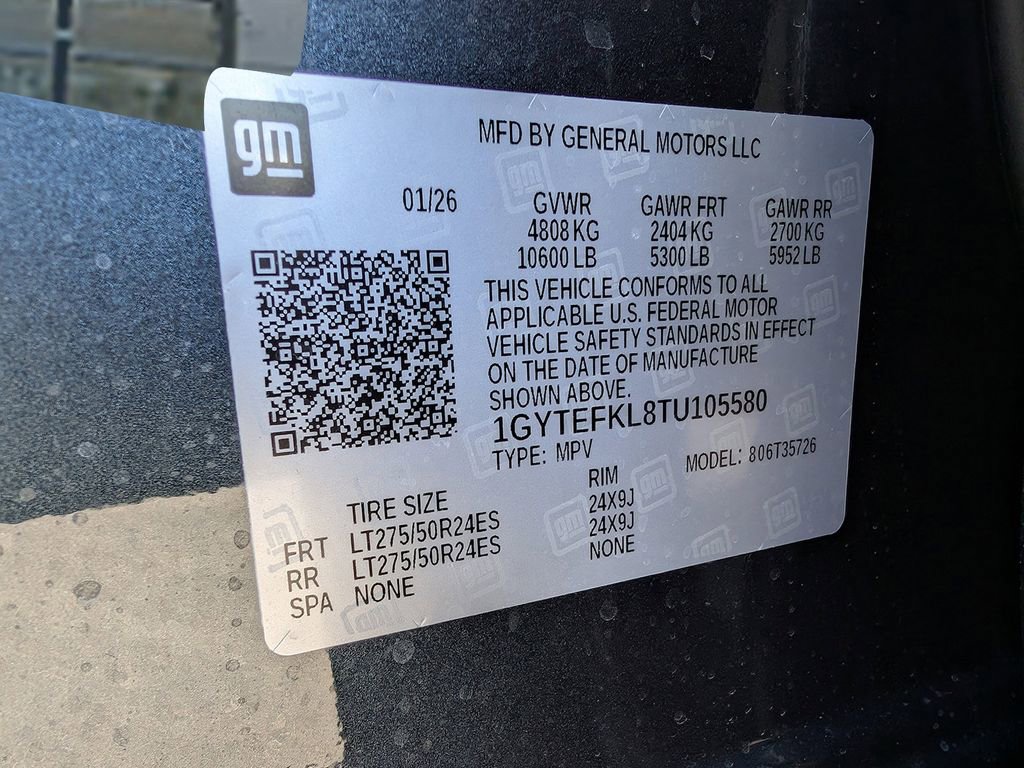 gm
MFD BY GENERAL MOTORS LLC
01/26 GVWR GAWR FRT GAWR RR
4808 KG 2404 KG 2700 KG
10600 LB 5300 LB 5952 LB
THIS VEHICLE CONFORMS TO ALL
APPLICABLE U.S. FEDERAL MOTOR
VEHICLE SAFETY STANDARDS IN EFFECT
ON THE DATE OF MANUFACTURE
SHOWN ABOVE.
1GYTEFKL8TU105580
TYPE: MPV MODEL: 806T35726
TIRE SIZE RIM
FRT LT275/50R24ES 24X9J
RR LT275/50R24ES 24X9J
SPA NONE NONE